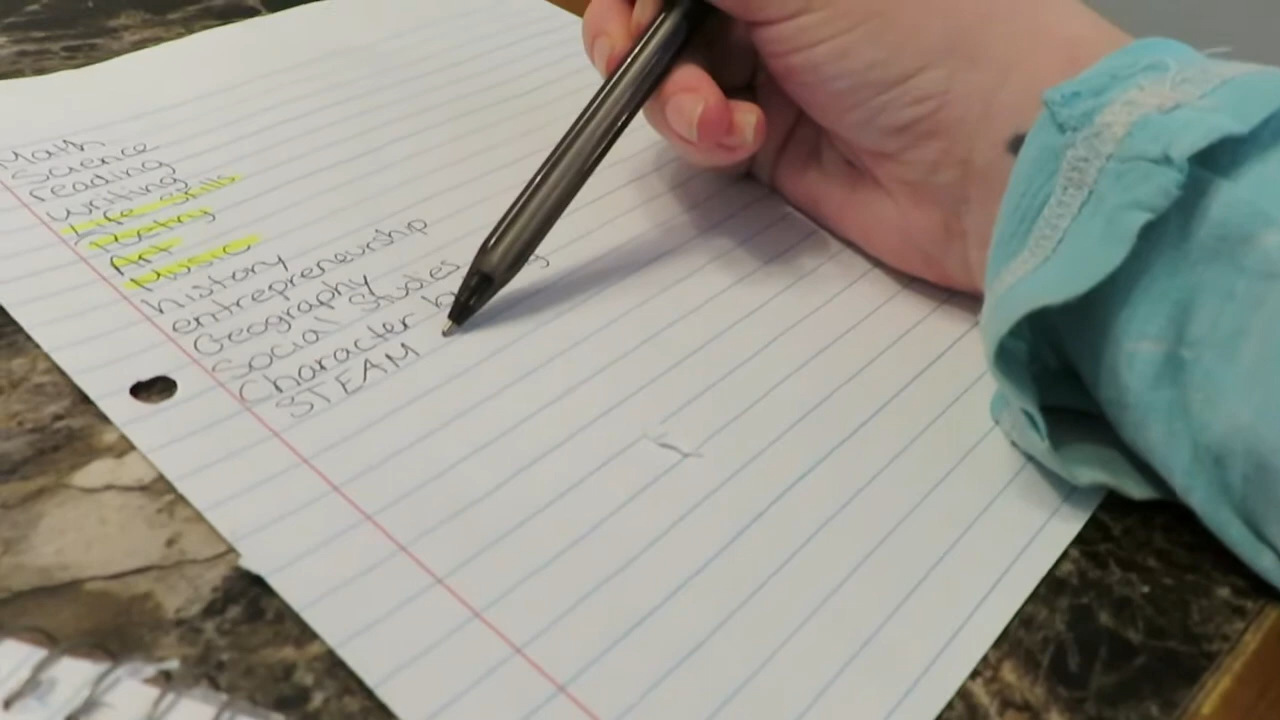 Math
Science
reading
writing
Life skills
Poetry
Art
Music
history
entrepreneurship
Geography
Social Studies
Character
STEAM